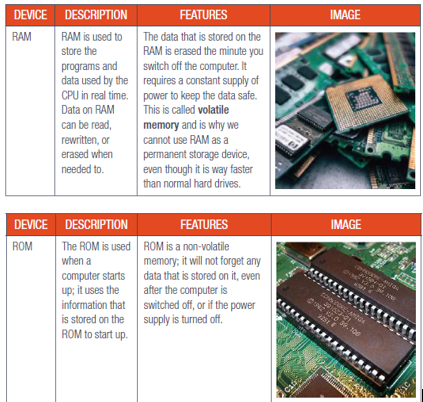 DEVICE DESCRIPTION FEATURES IMAGE
RAM
RAM is used to
store the
programs and
data used by the
CPU in real time.
Data on RAM
can be read,
rewritten, or
erased when
needed to.
The data that is stored on the
RAM is erased the minute you
switch off the computer. It
requires a constant supply of
power to keep the data safe.
This is called volatile
memory and is why we
cannot use RAM as a
permanent storage device,
even though it is way faster
than normal hard drives.
DEVICE DESCRIPTION FEATURES IMAGE
ROM
The ROM is used
when a
computer starts
up; it uses the
information that
is stored on the
ROM to start up.
ROM is a non-volatile
memory; it will not forget any
data that is stored on it, even
after the computer is
switched off, or if the power
supply is turned off.